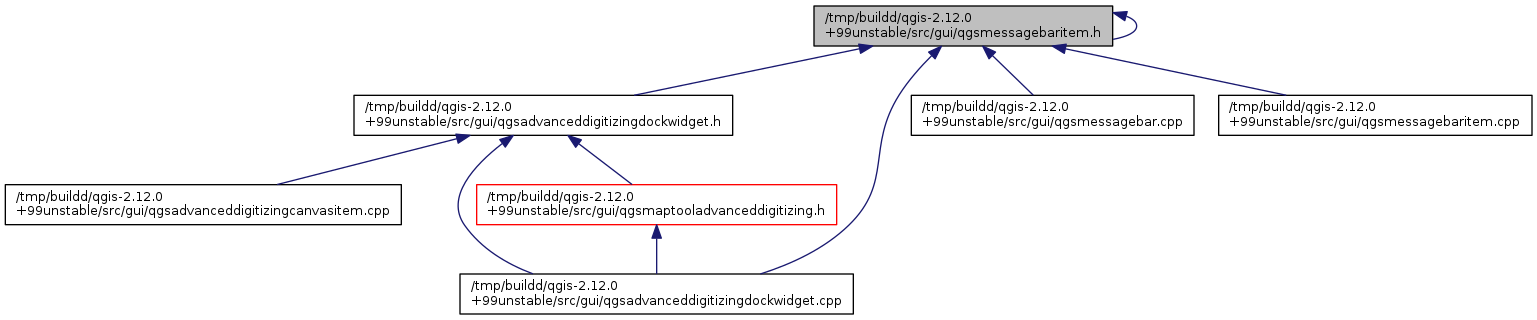 /tmp/buildd/qgis-2.12.0
+99unstable/src/gui/qgsmessagebaritem.h
/tmp/buildd/qgis-2.12.0
+99unstable/src/gui/qgsadvanceddigitizingdockwidget.h
/tmp/buildd/qgis-2.12.0
+99unstable/src/gui/qgsmessagebar.cpp
/tmp/buildd/qgis-2.12.0
+99unstable/src/gui/qgsmessagebaritem.cpp
/tmp/buildd/qgis-2.12.0
+99unstable/src/gui/qgsadvanceddigitizingcanvasitem.cpp
/tmp/buildd/qgis-2.12.0
+99unstable/src/gui/qgsmaptooladvanceddigitizing.h
/tmp/buildd/qgis-2.12.0
+99unstable/src/gui/qgsadvanceddigitizingdockwidget.cpp